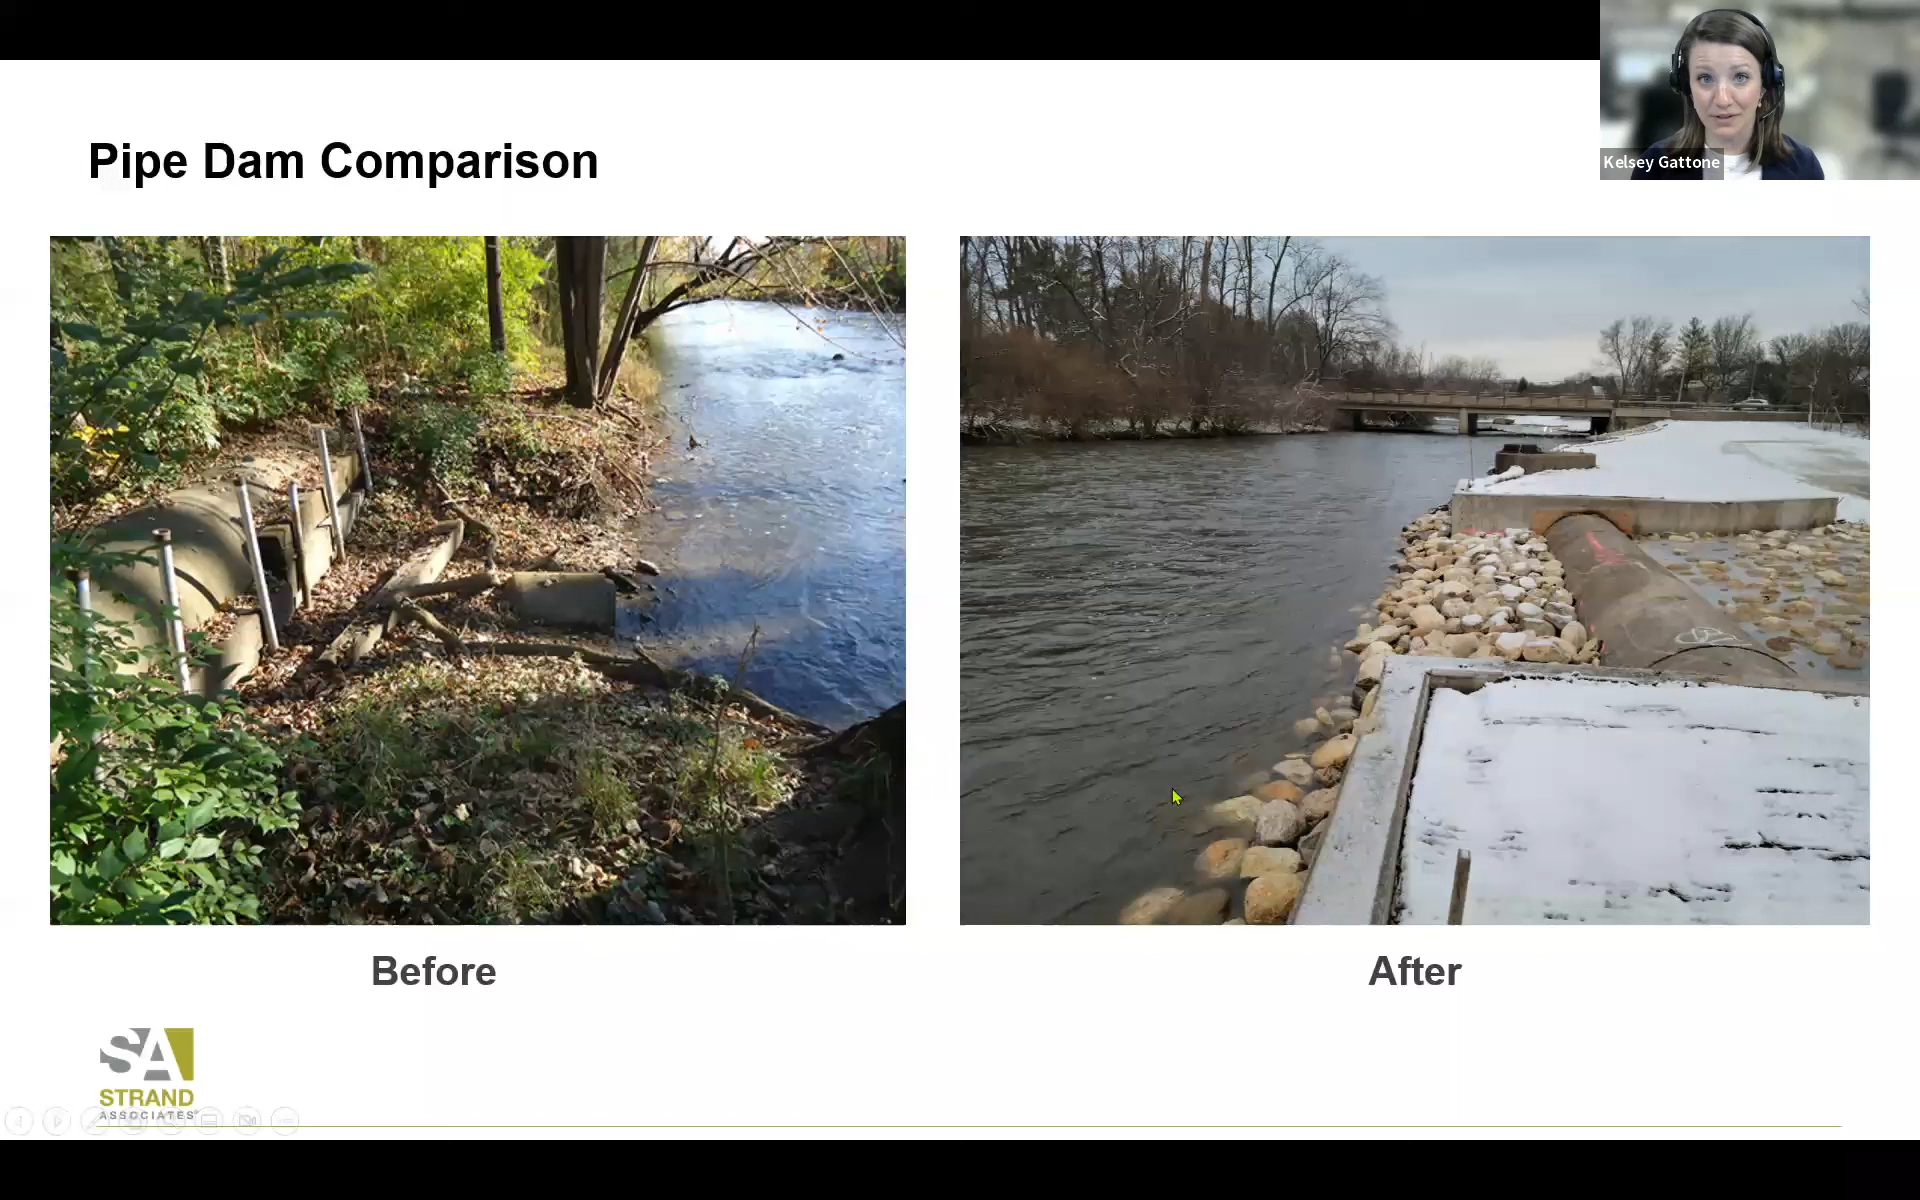 Pipe Dam Comparison
Kelsey Gattone
Before
After
SA
STRAND
ASSOCIATES®